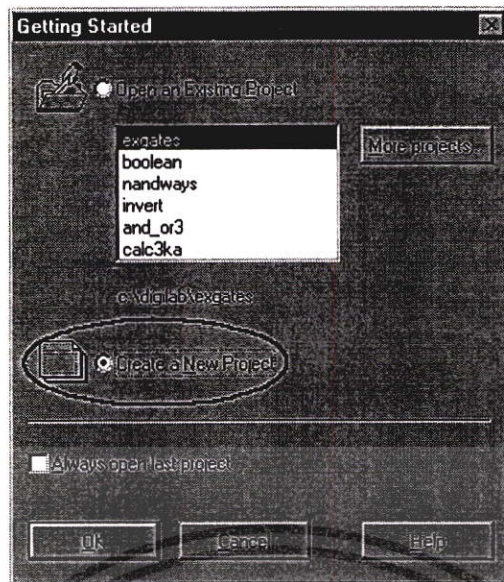 Getting Started
Open an Existing Project
exgates
boolean
nandways
invert
and_or3
calc3ka
More projects...
c:\digilab\exgates
Create a New Project
Always open last project
Ok
Cancel
Help